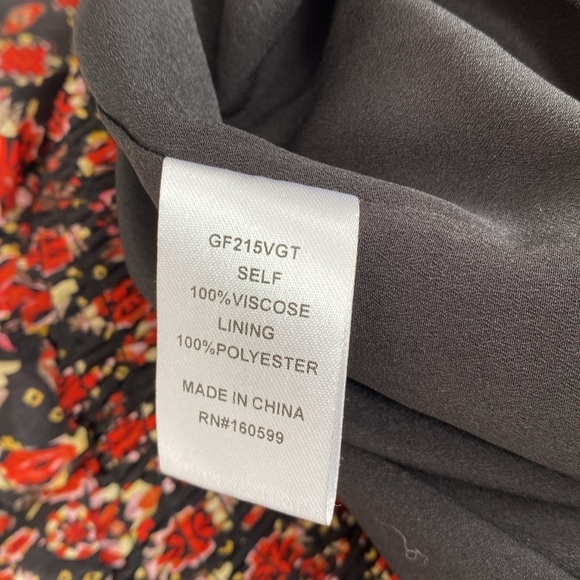 GF215VGT
SELF
100%VISCOSE
LINING
100%POLYESTER
MADE IN CHINA
RN#160599